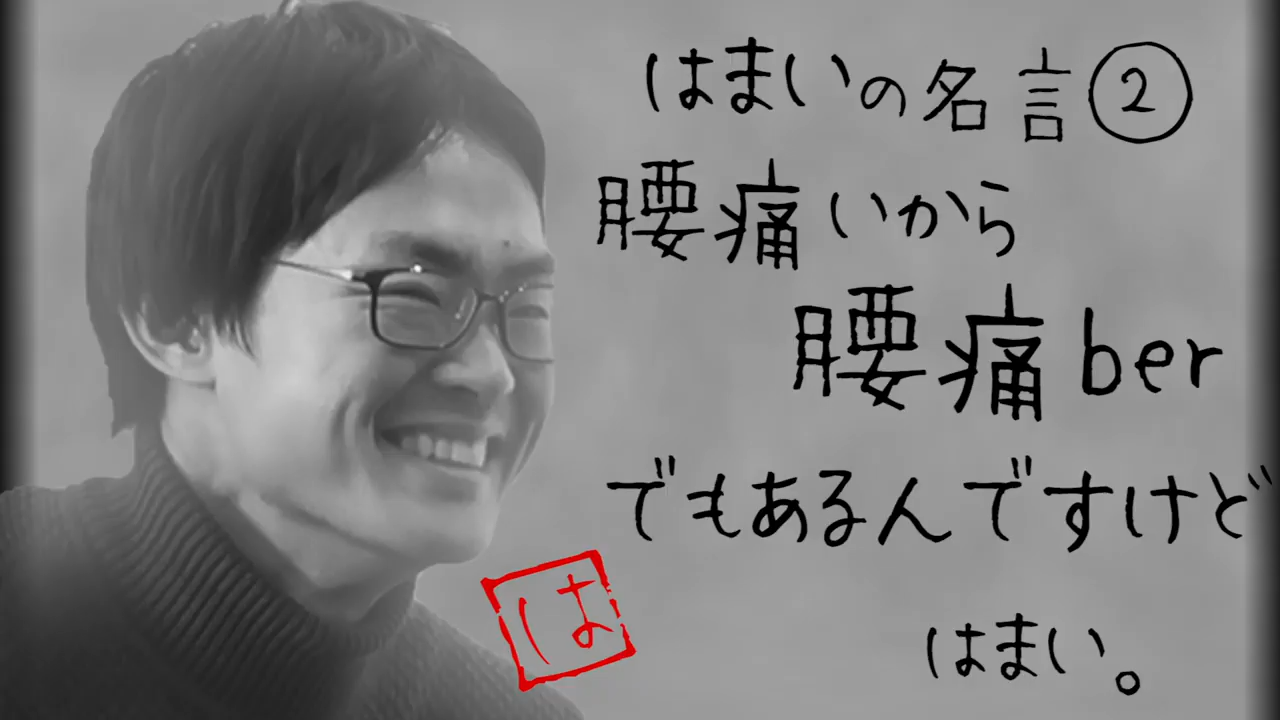 はまいの名言②
腰痛いから
腰痛ber
でもあるんですけど
はまい。
は